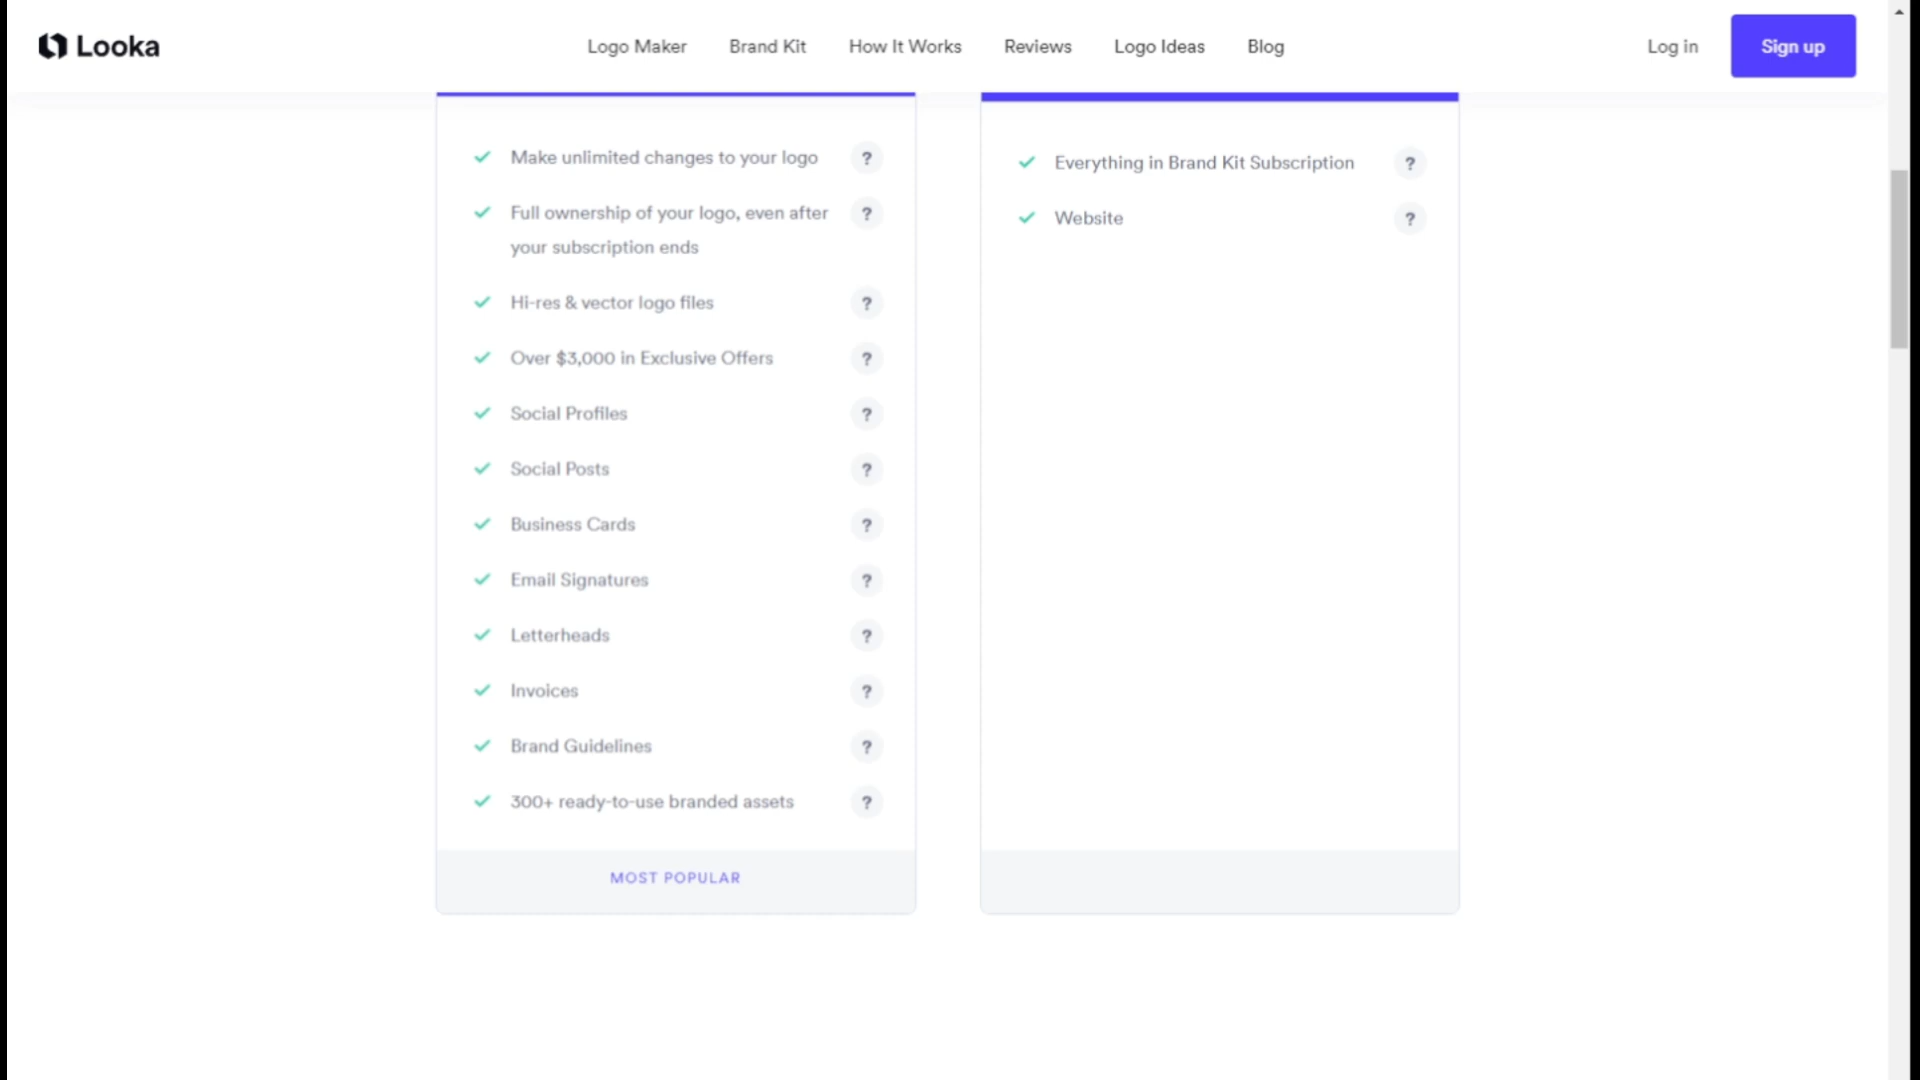 Looka
Logo Maker Brand Kit How It Works Reviews Logo Ideas Blog
Log in Sign up
Make unlimited changes to your logo ?
Full ownership of your logo, even after ?
your subscription ends
Hi-res & vector logo files ?
Over $3,000 in Exclusive Offers ?
Social Profiles ?
Social Posts ?
Business Cards ?
Email Signatures ?
Letterheads ?
Invoices ?
Brand Guidelines ?
300+ ready-to-use branded assets ?
MOST POPULAR
Everything in Brand Kit Subscription ?
Website ?